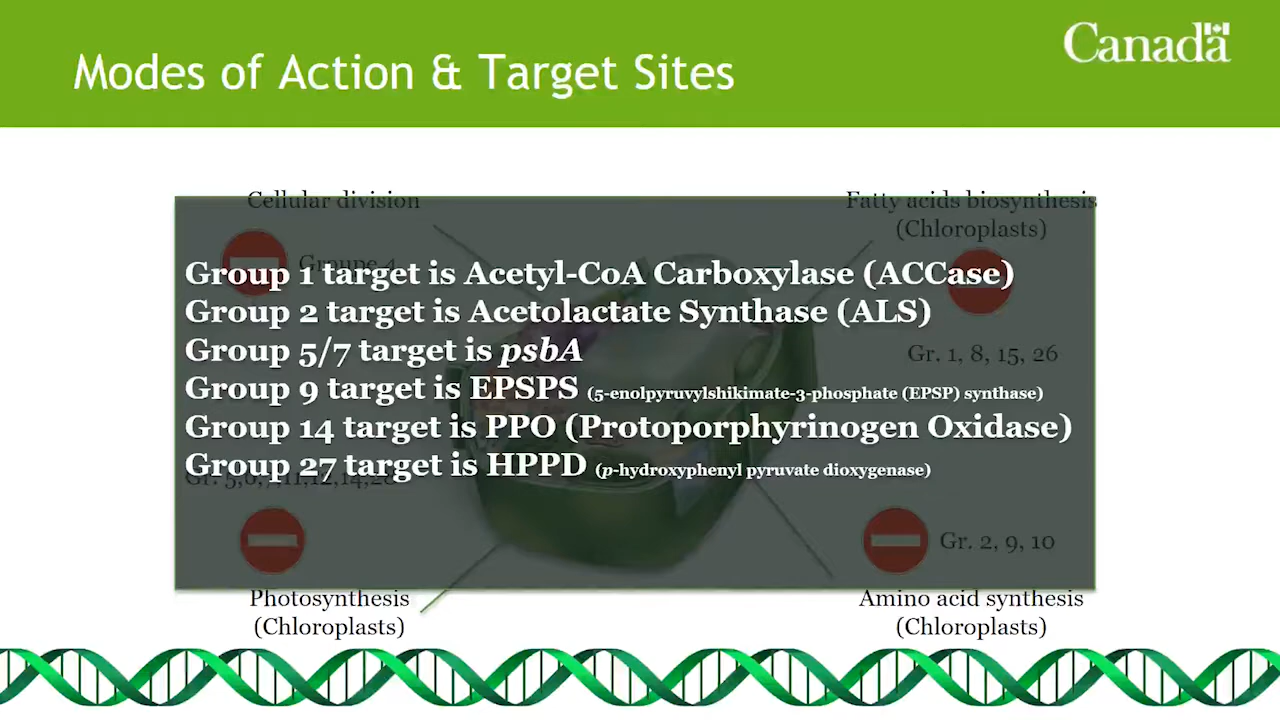 Modes of Action & Target Sites
Canada
Cellular division
Fatty acids biosynthesis
(Chloroplasts)
Groupe 4
Group 1 target is Acetyl-CoA Carboxylase (ACCase)
Group 2 target is Acetolactate Synthase (ALS)
Group 5/7 target is psbA
Gr. 1, 8, 15, 26
Group 9 target is EPSPS (5-enolpyruvylshikimate-3-phosphate (EPSP) synthase)
Group 14 target is PPO (Protoporphyrinogen Oxidase)
Group 27 target is HPPD (p-hydroxyphenyl pyruvate dioxygenase)
Gr. 2, 9, 10
Photosynthesis
(Chloroplasts)
Amino acid synthesis
(Chloroplasts)